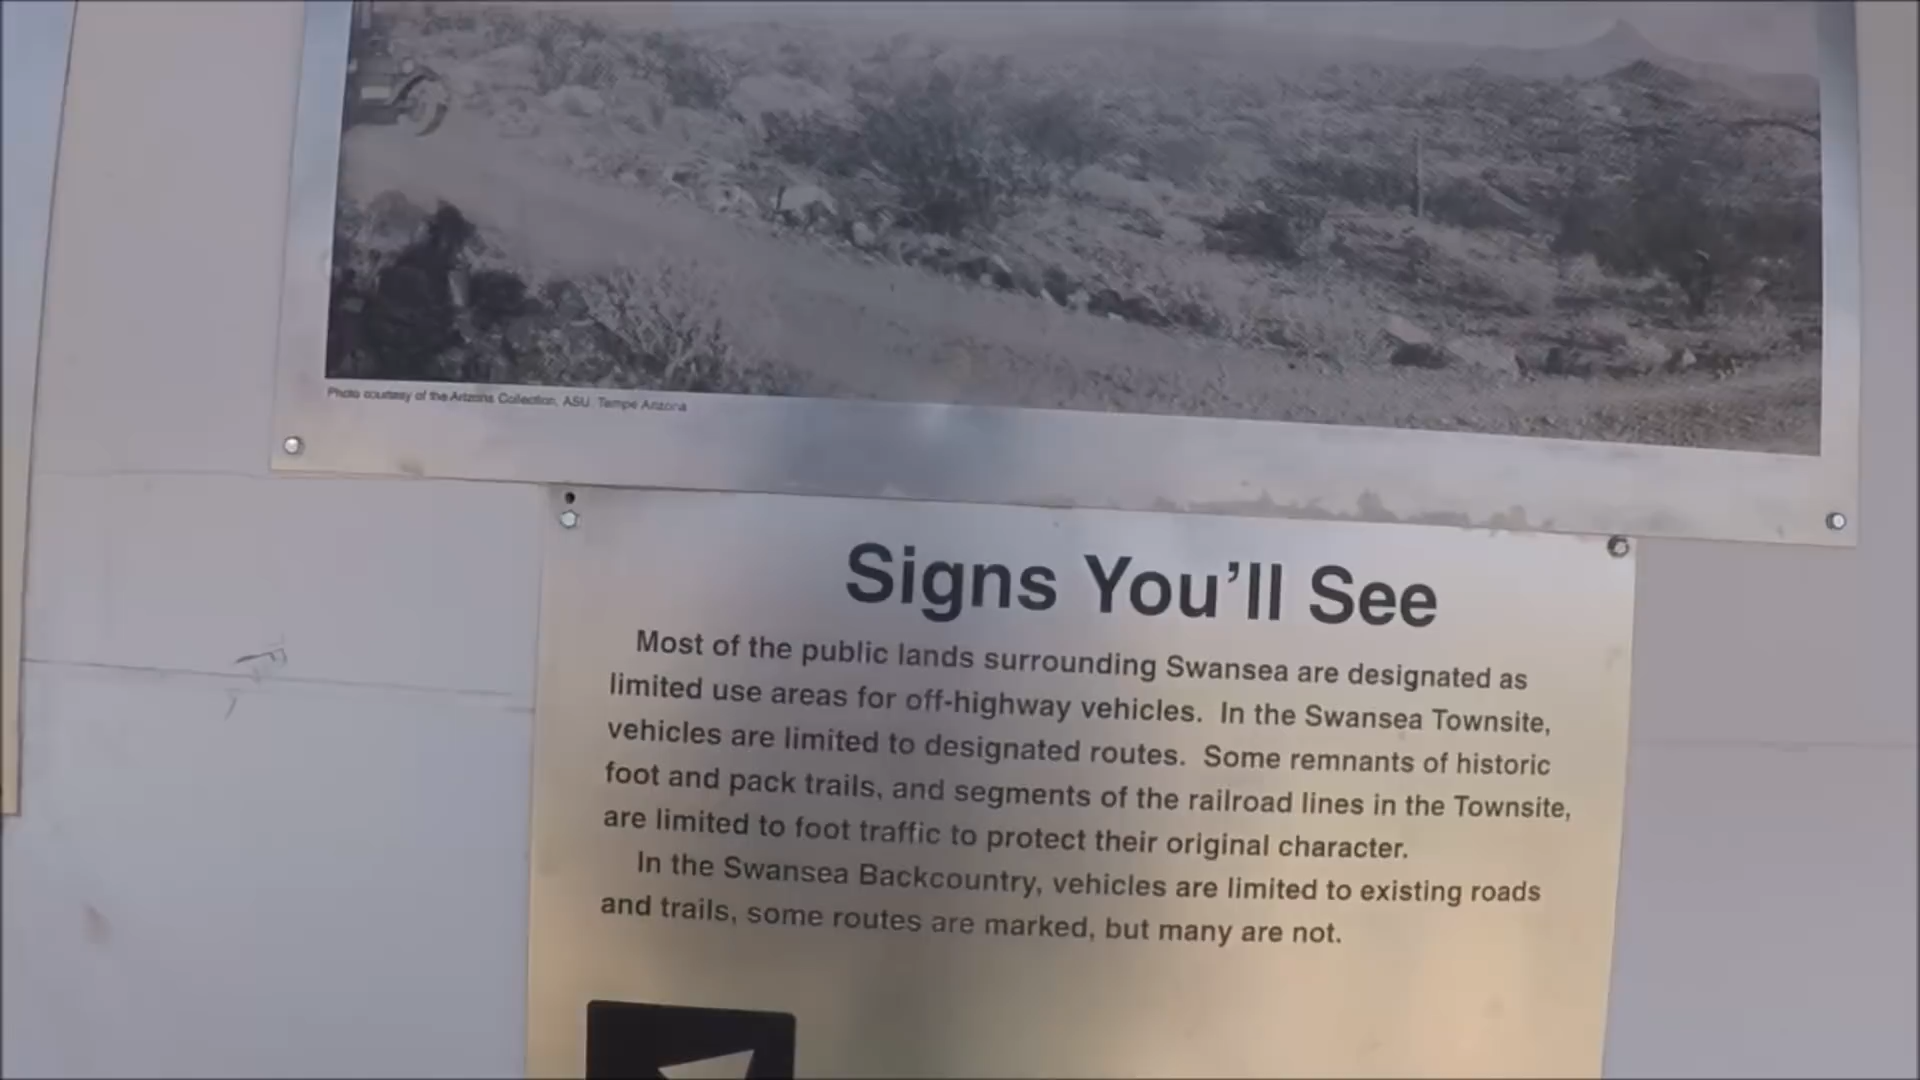 Photo courtesy of the Arizona Collection, ASU, Tempe Arizona
Signs You'll See
Most of the public lands surrounding Swansea are designated as
limited use areas for off-highway vehicles. In the Swansea Townsite,
vehicles are limited to designated routes. Some remnants of historic
foot and pack trails, and segments of the railroad lines in the Townsite,
are limited to foot traffic to protect their original character.
In the Swansea Backcountry, vehicles are limited to existing roads
and trails, some routes are marked, but many are not.